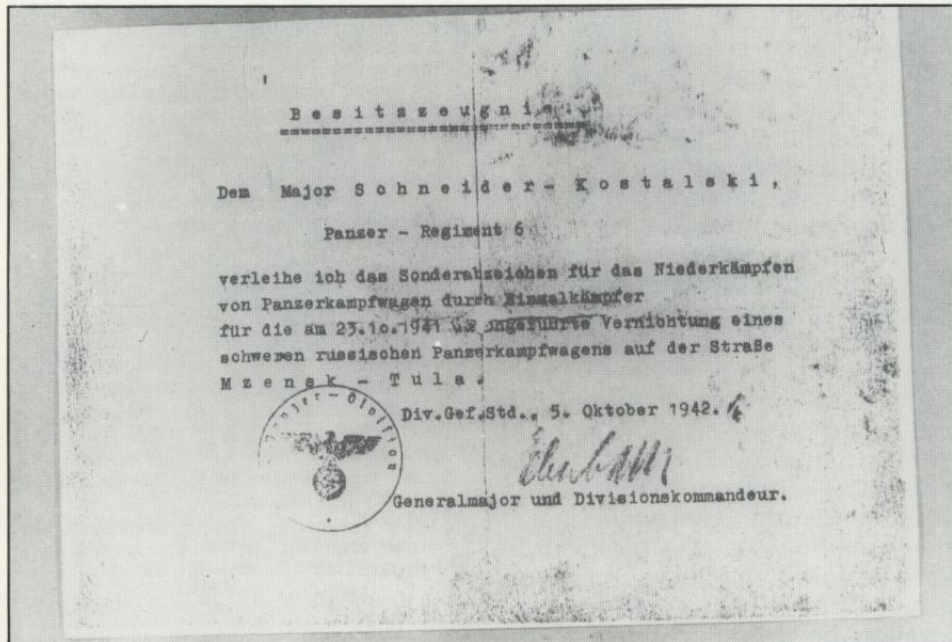 Besitzzeugnis.
Dem Major Schneider-Kostalski,
Panzer - Regiment 6
verleihe ich das Sonderabzeichen für das Niederkämpfen
von Panzerkampfwagen durch Einzelkämpfer
für die am 23.10.1941 Vernichtung eines
schweren russischen Panzerkampfwagens auf der Straße
Mzensk - Tula.
Panzer-Division
Div.Gef.Std., 5. Oktober 1942.
Generalmajor und Divisionskommandeur.